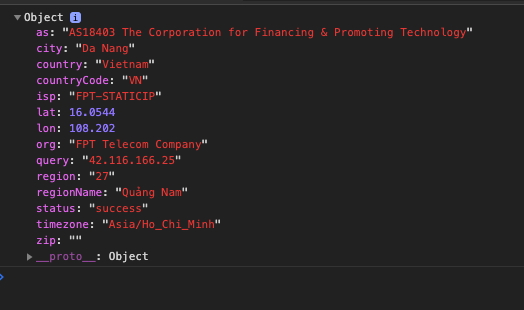 Object i
as: "AS18403 The Corporation for Financing & Promoting Technology"
city: "Da Nang"
country: "Vietnam"
countryCode: "VN"
isp: "FPT-STATICIP"
lat: 16.0544
lon: 108.202
org: "FPT Telecom Company"
query: "42.116.166.25"
region: "27"
regionName: "Quảng Nam"
status: "success"
timezone: "Asia/Ho_Chi_Minh"
zip: ""
__proto__: Object